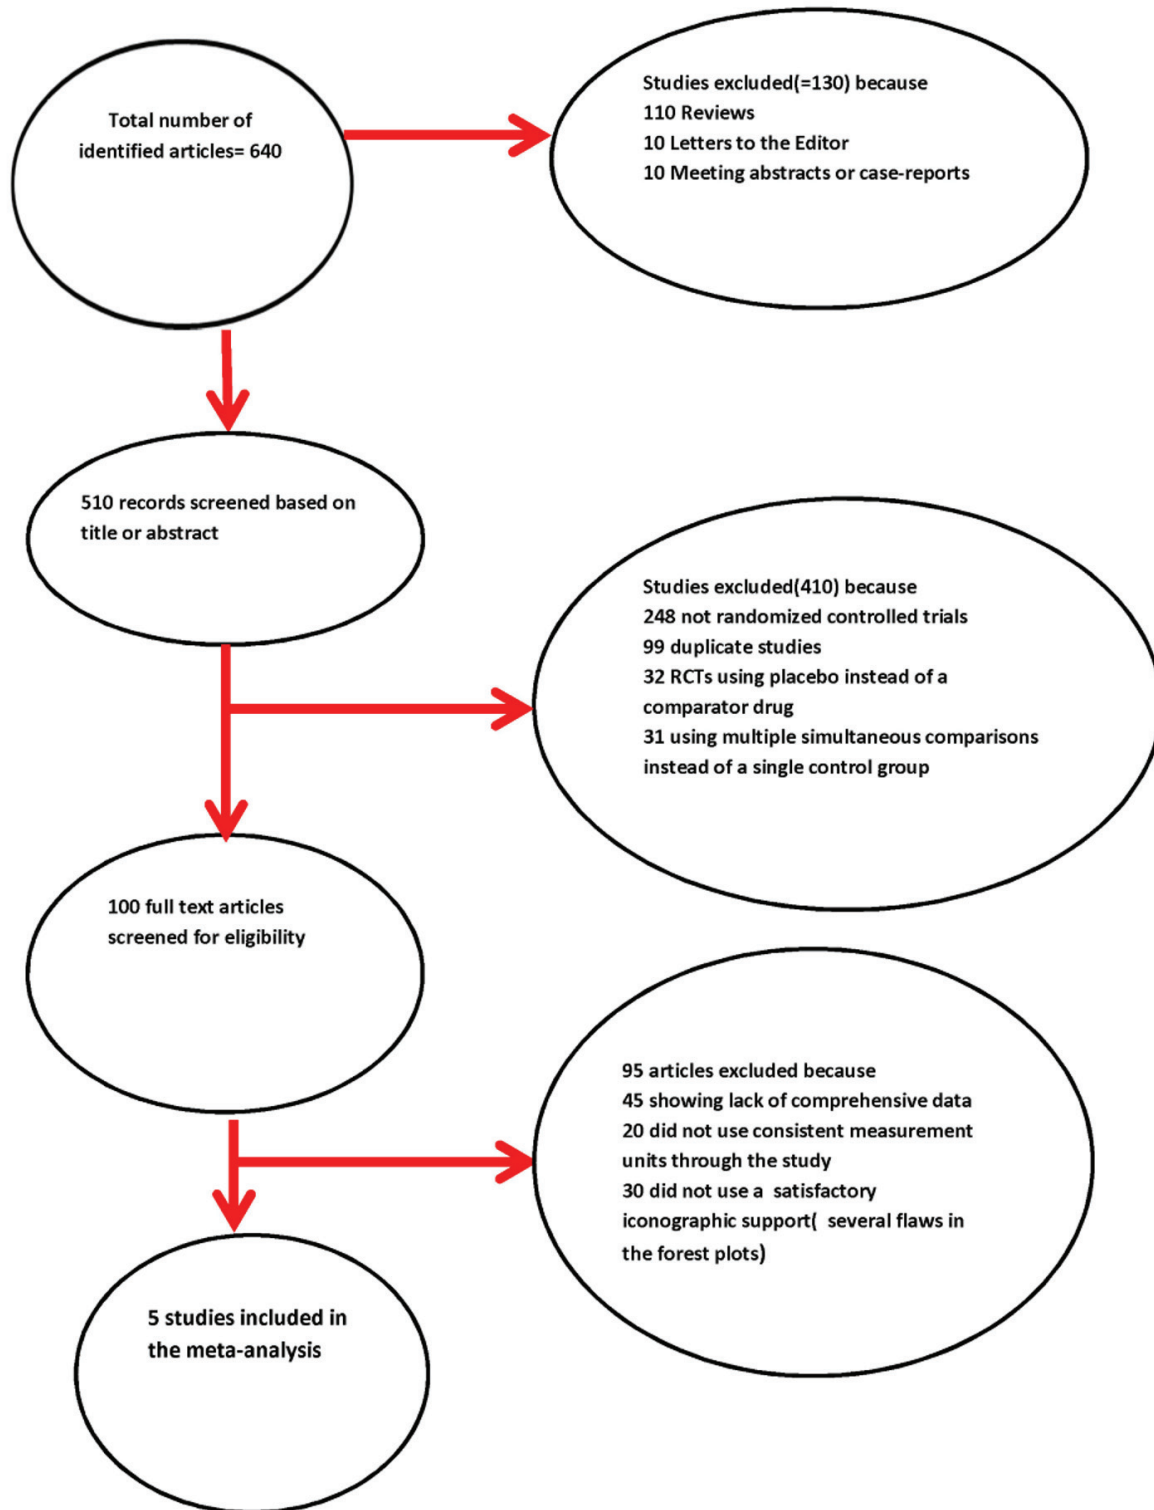 Total number of
identified articles= 640
Studies excluded(=130) because
110 Reviews
10 Letters to the Editor
10 Meeting abstracts or case-reports
510 records screened based on
title or abstract
Studies excluded(410) because
248 not randomized controlled trials
99 duplicate studies
32 RCTs using placebo instead of a
comparator drug
31 using multiple simultaneous comparisons
instead of a single control group
100 full text articles
screened for eligibility
95 articles excluded because
45 showing lack of comprehensive data
20 did not use consistent measurement
units through the study
30 did not use a  satisfactory
iconographic support(  several flaws in
the forest plots)
5 studies included in
the meta-analysis